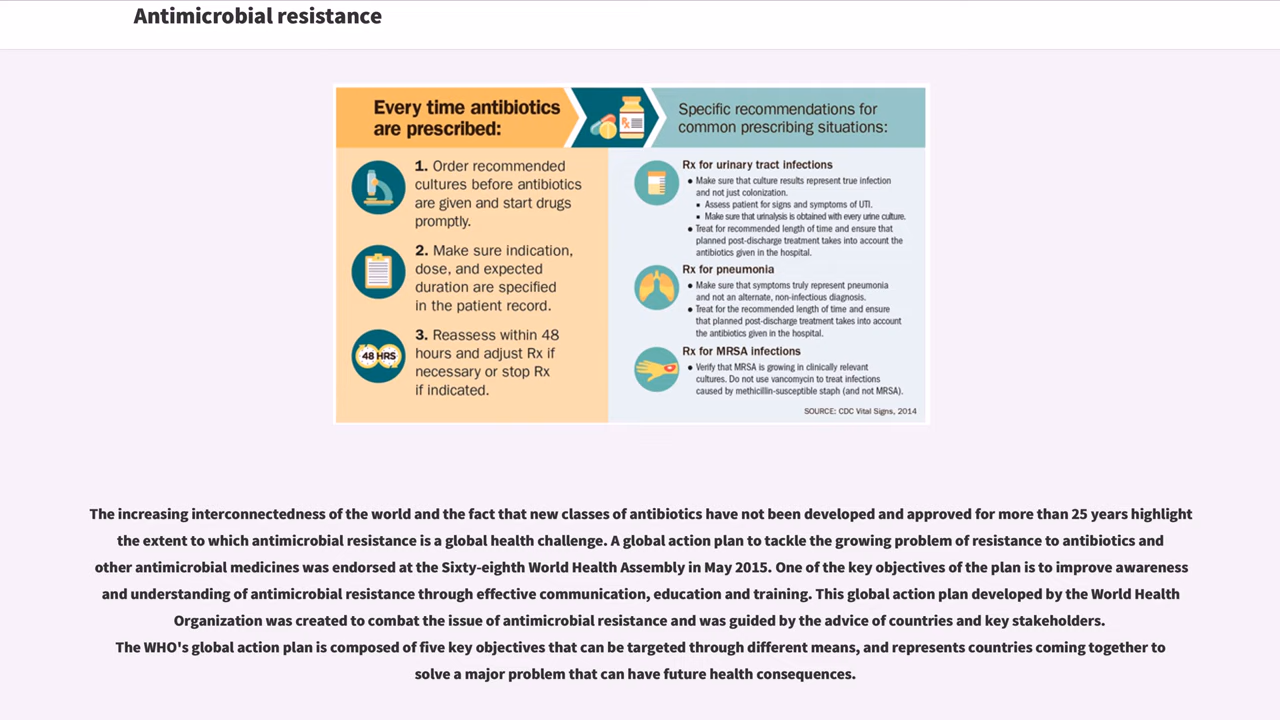 Antimicrobial resistance
Every time antibiotics
are prescribed:
Rx
Specific recommendations for
common prescribing situations:
1. Order recommended
cultures before antibiotics
are given and start drugs
promptly.
2. Make sure indication,
dose, and expected
duration are specified
in the patient record.
48 HRS
3. Reassess within 48
hours and adjust Rx if
necessary or stop Rx
if indicated.
Rx for urinary tract infections
• Make sure that culture results represent true infection
and not just colonization.
▪ Assess patient for signs and symptoms of UTI.
▪ Make sure that urinalysis is obtained with every urine culture.
• Treat for recommended length of time and ensure that
planned post-discharge treatment takes into account the
antibiotics given in the hospital.
Rx for pneumonia
• Make sure that symptoms truly represent pneumonia
and not an alternate, non-infectious diagnosis.
• Treat for the recommended length of time and ensure
that planned post-discharge treatment takes into account
the antibiotics given in the hospital.
Rx for MRSA infections
• Verify that MRSA is growing in clinically relevant
cultures. Do not use vancomycin to treat infections
caused by methicillin-susceptible staph (and not MRSA).
SOURCE: CDC Vital Signs, 2014
The increasing interconnectedness of the world and the fact that new classes of antibiotics have not been developed and approved for more than 25 years highlight
the extent to which antimicrobial resistance is a global health challenge. A global action plan to tackle the growing problem of resistance to antibiotics and
other antimicrobial medicines was endorsed at the Sixty-eighth World Health Assembly in May 2015. One of the key objectives of the plan is to improve awareness
and understanding of antimicrobial resistance through effective communication, education and training. This global action plan developed by the World Health
Organization was created to combat the issue of antimicrobial resistance and was guided by the advice of countries and key stakeholders.
The WHO's global action plan is composed of five key objectives that can be targeted through different means, and represents countries coming together to
solve a major problem that can have future health consequences.